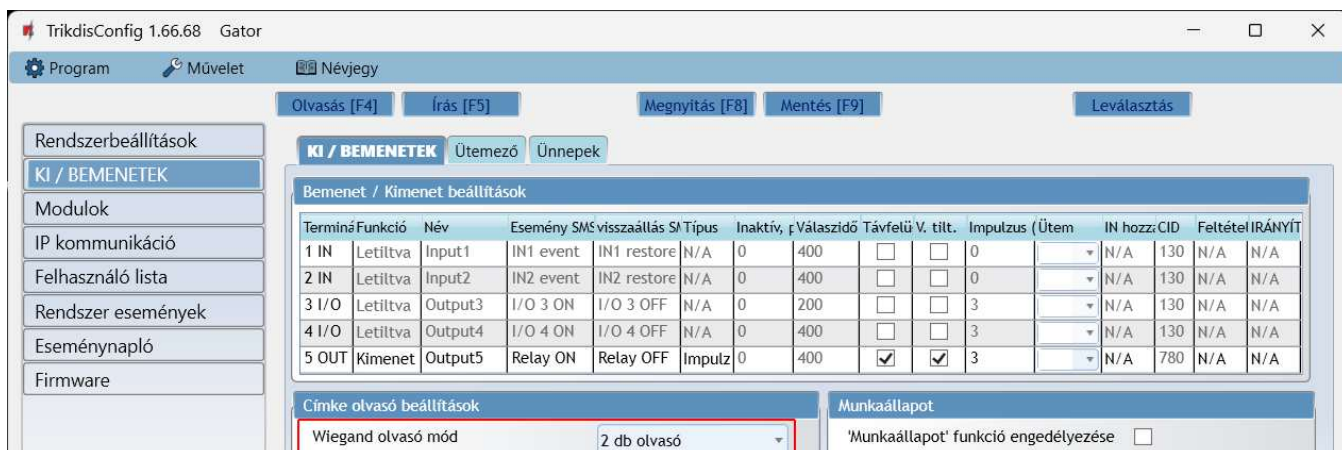 TrikdisConfig 1.66.68 Gator
Program Művelet Névjegy
Olvasás [F4] Írás [F5] Megnyitás [F8] Mentés [F9] Leválasztás
Rendszerbeállítások
KI / BEMENETEK
Modulok
IP kommunikáció
Felhasználó lista
Rendszer események
Eseménynapló
Firmware
KI / BEMENETEK Ütemező Ünnepek
Bemenet / Kimenet beállítások
Terminá Funkció Név Esemény SMS visszaállás SM Típus Inaktív, p Válaszidő Távfelü V. tilt. Impulzus ( Ütem IN hozz: CID Feltétel IRÁNYÍT
1 IN Letiltva Input1 IN1 event IN1 restore N/A 0 400 0 N/A 130 N/A N/A
2 IN Letiltva Input2 IN2 event IN2 restore N/A 0 400 0 N/A 130 N/A N/A
3 I/O Letiltva Output3 I/O 3 ON I/O 3 OFF N/A 0 200 3 N/A 130 N/A N/A
4 I/O Letiltva Output4 I/O 4 ON I/O 4 OFF N/A 0 400 3 N/A 130 N/A N/A
5 OUT Kimenet Output5 Relay ON Relay OFF Impulz 0 400 3 N/A 780 N/A N/A
Címke olvasó beállítások
Wiegand olvasó mód 2 db olvasó
Munkaállapot
'Munkaállapot' funkció engedélyezése